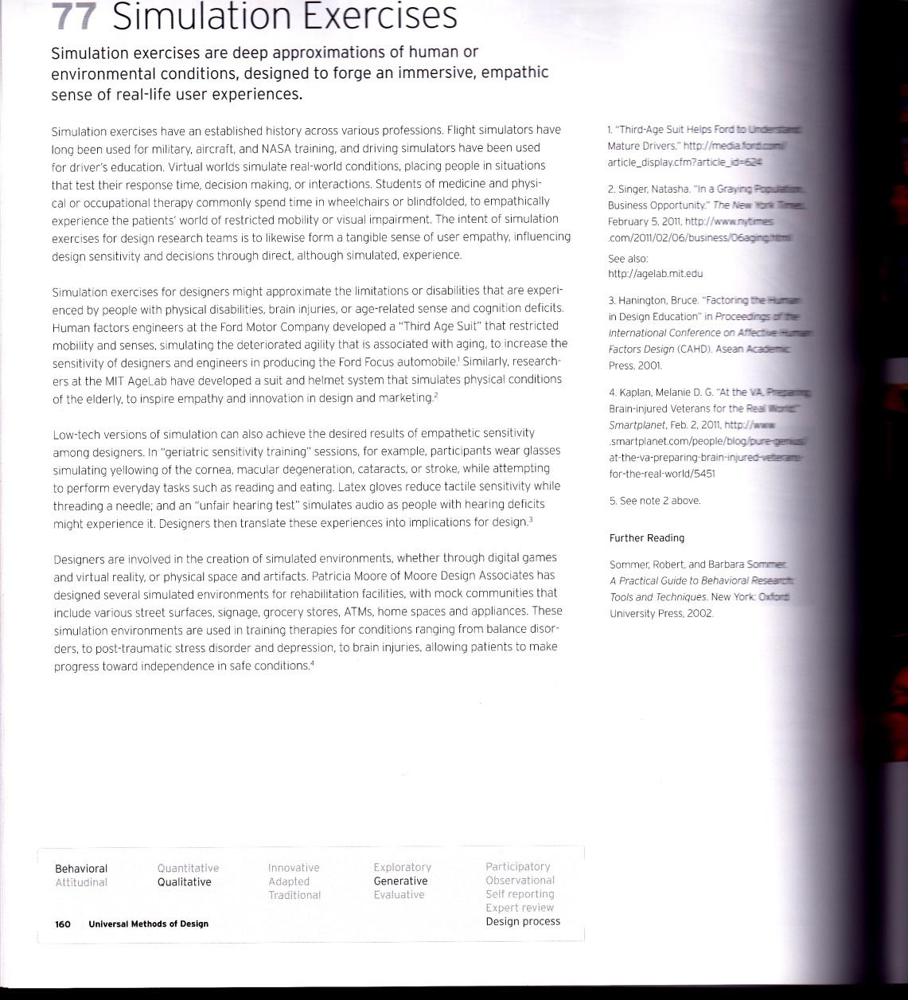 77 Simulation Exercises
Simulation exercises are deep approximations of human or
environmental conditions, designed to forge an immersive, empathic
sense of real-life user experiences.
Simulation exercises have an established history across various professions. Flight simulators have
long been used for military, aircraft, and NASA training, and driving simulators have been used
for driver's education. Virtual worlds simulate real-world conditions, placing people in situations
that test their response time, decision making, or interactions. Students of medicine and physi-
cal or occupational therapy commonly spend time in wheelchairs or blindfolded, to empathically
experience the patients' world of restricted mobility or visual impairment. The intent of simulation
exercises for design research teams is to likewise form a tangible sense of user empathy, influencing
design sensitivity and decisions through direct, although simulated, experience.
Simulation exercises for designers might approximate the limitations or disabilities that are experi-
enced by people with physical disabilities, brain injuries, or age-related sense and cognition deficits.
Human factors engineers at the Ford Motor Company developed a "Third Age Suit" that restricted
mobility and senses, simulating the deteriorated agility that is associated with aging, to increase the
sensitivity of designers and engineers in producing the Ford Focus automobile.¹ Similarly, research-
ers at the MIT AgeLab have developed a suit and helmet system that simulates physical conditions
of the elderly, to inspire empathy and innovation in design and marketing.²
Low-tech versions of simulation can also achieve the desired results of empathetic sensitivity
among designers. In "geriatric sensitivity training" sessions, for example, participants wear glasses
simulating yellowing of the cornea, macular degeneration, cataracts, or stroke, while attempting
to perform everyday tasks such as reading and eating. Latex gloves reduce tactile sensitivity while
threading a needle; and an "unfair hearing test" simulates audio as people with hearing deficits
might experience it. Designers then translate these experiences into implications for design.³
Designers are involved in the creation of simulated environments, whether through digital games
and virtual reality, or physical space and artifacts. Patricia Moore of Moore Design Associates has
designed several simulated environments for rehabilitation facilities, with mock communities that
include various street surfaces, signage, grocery stores, ATMs, home spaces and appliances. These
simulation environments are used in training therapies for conditions ranging from balance disor-
ders, to post-traumatic stress disorder and depression, to brain injuries, allowing patients to make
progress toward independence in safe conditions.⁴
1. "Third-Age Suit Helps Ford to Understand
Mature Drivers," http://media.ford.com/
article_display.cfm?article_id=624
2. Singer, Natasha. "In a Graying Population,
Business Opportunity." The New York Times,
February 5, 2011, http://www.nytimes
.com/2011/02/06/business/06aging.html
See also:
http://agelab.mit.edu
3. Hanington, Bruce. "Factoring the Human
in Design Education" in Proceedings of the
International Conference on Affective Human
Factors Design (CAHD). Asean Academic
Press, 2001.
4. Kaplan, Melanie D. G. "At the VA, Preparing
Brain-injured Veterans for the Real World"
Smartplanet, Feb. 2, 2011, http://www
.smartplanet.com/people/blog/pure-genius/
at-the-va-preparing-brain-injured-veterans-
for-the-real-world/5451
5. See note 2 above.
Further Reading
Sommer, Robert, and Barbara Sommer.
A Practical Guide to Behavioral Research:
Tools and Techniques. New York: Oxford
University Press, 2002.
Behavioral
Attitudinal
Quantitative
Qualitative
Innovative
Adapted
Traditional
Exploratory
Generative
Evaluative
Participatory
Observational
Self reporting
Expert review
Design process
160 Universal Methods of Design